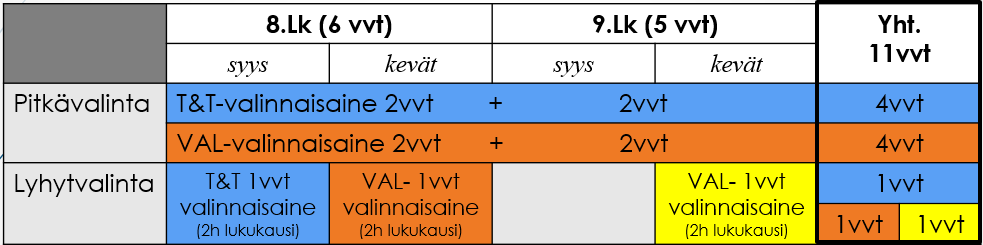 8.Lk (6 vvt) 9.Lk (5 vvt) Yht.
11vvt
syys kevät syys kevät
Pitkävalinta T&T-valinnaisaine 2vvt + 2vvt 4vvt
VAL-valinnaisaine 2vvt + 2vvt 4vvt
Lyhytvalinta T&T 1vvt VAL- 1vvt VAL- 1vvt 1vvt
valinnaisaine valinnaisaine valinnaisaine
(2h lukukausi) (2h lukukausi) (2h lukukausi) 1vvt 1vvt